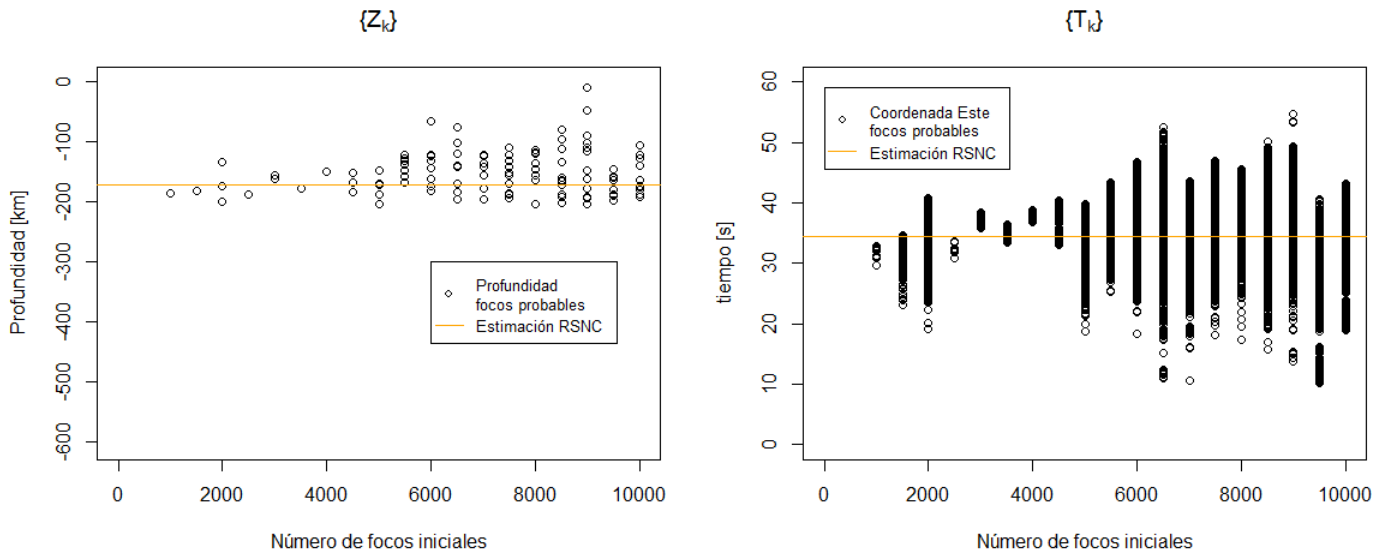 {Zk}
0
-100
-200
-300
-400
-500
-600
Profundidad [km]
Profundidad
focos probables
Estimación RSNC
0 2000 4000 6000 8000 10000
Número de focos iniciales
{Tk}
60
50
40
30
20
10
0
tiempo [s]
Coordenada Este
focos probables
Estimación RSNC
0 2000 4000 6000 8000 10000
Número de focos iniciales